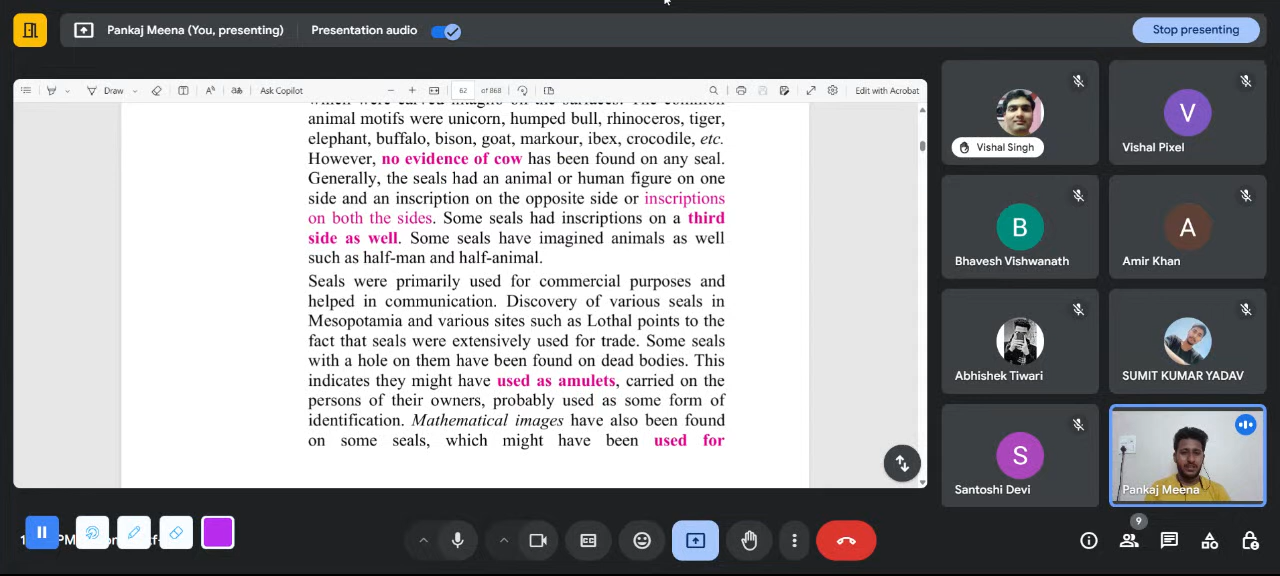 Pankaj Meena (You, presenting)
Presentation audio
Stop presenting
Draw
Ask Copilot
62
of 868
Edit with Acrobat
which were carved imagns on the surfaces. The common
animal motifs were unicorn, humped bull, rhinoceros, tiger,
elephant, buffalo, bison, goat, markour, ibex, crocodile, etc.
However, no evidence of cow has been found on any seal.
Generally, the seals had an animal or human figure on one
side and an inscription on the opposite side or inscriptions
on both the sides. Some seals had inscriptions on a third
side as well. Some seals have imagined animals as well
such as half-man and half-animal.
Seals were primarily used for commercial purposes and
helped in communication. Discovery of various seals in
Mesopotamia and various sites such as Lothal points to the
fact that seals were extensively used for trade. Some seals
with a hole on them have been found on dead bodies. This
indicates they might have used as amulets, carried on the
persons of their owners, probably used as some form of
identification. Mathematical images have also been found
on some seals, which might have been used for
Vishal Singh
V
Vishal Pixel
B
Bhavesh Vishwanath
A
Amir Khan
Abhishek Tiwari
SUMIT KUMAR YADAV
S
Santoshi Devi
Pankaj Meena
PM
9